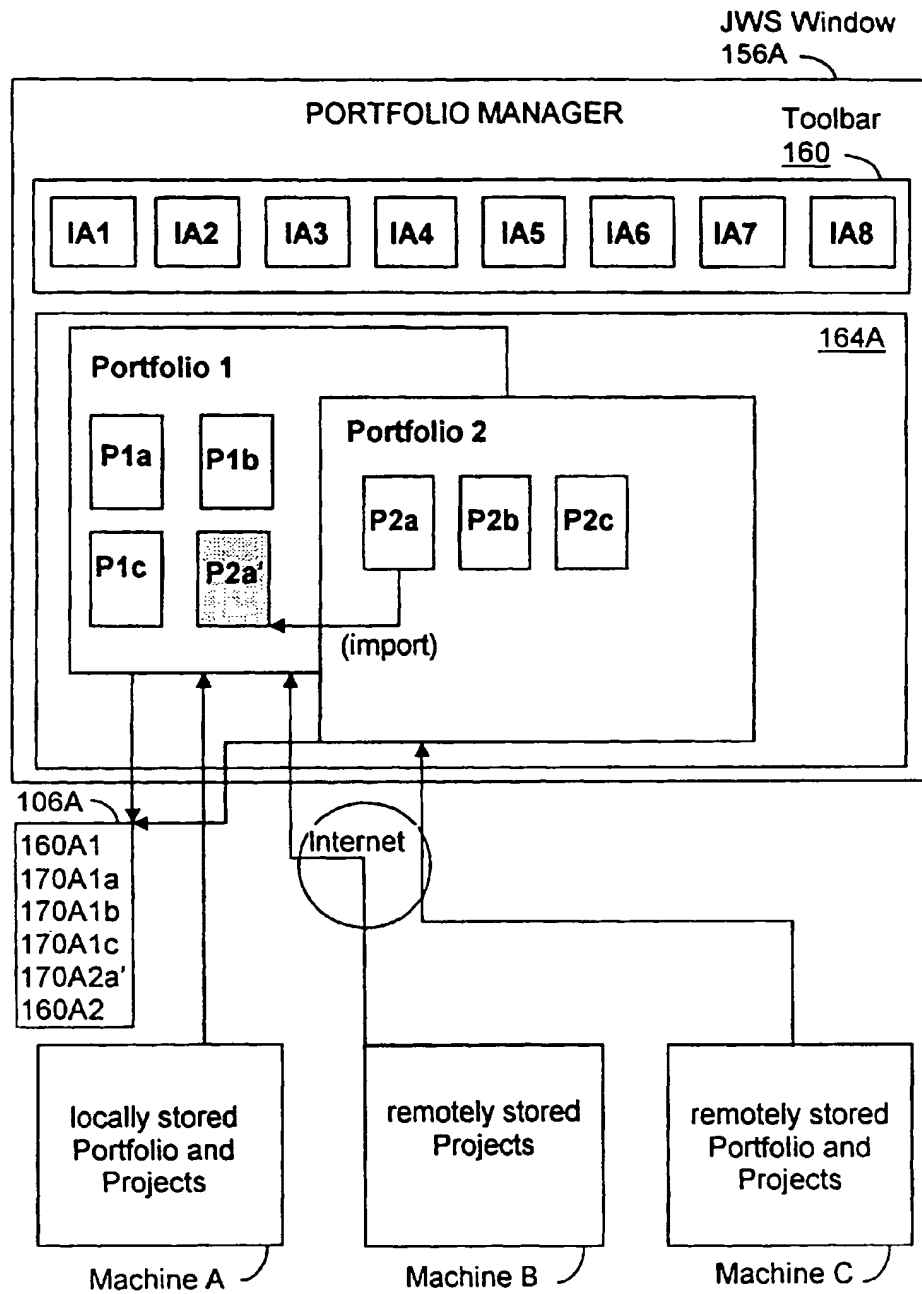 JWS Window
156A
PORTFOLIO MANAGER
Toolbar
160
IA1 IA2 IA3 IA4 IA5 IA6 IA7 IA8
164A
Portfolio 1
P1a P1b
P1c P2a'
Portfolio 2
P2a P2b P2c
(import)
106A
160A1
170A1a
170A1b
170A1c
170A2a'
160A2
Internet
locally stored
Portfolio and
Projects
remotely stored
Projects
remotely stored
Portfolio and
Projects
Machine A
Machine B
Machine C